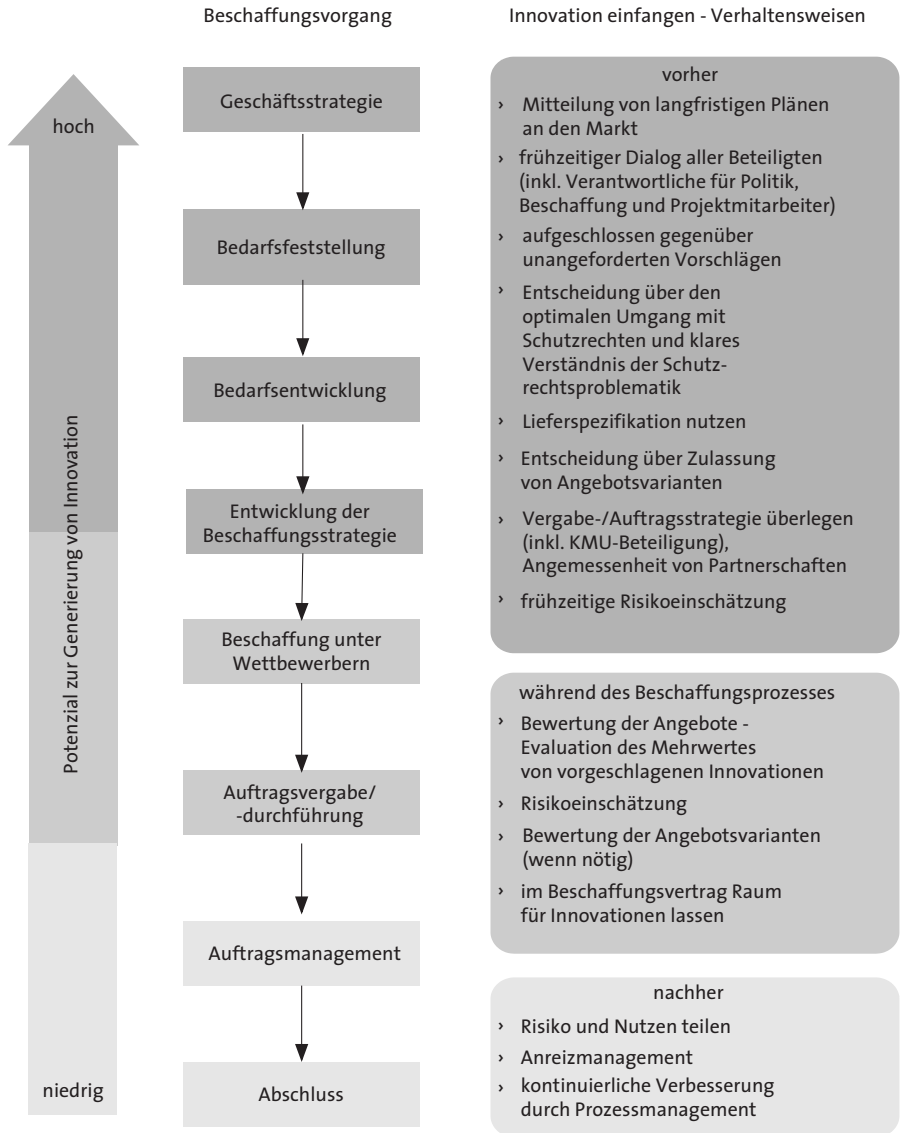 Beschaffungsvorgang
Innovation einfangen - Verhaltensweisen
hoch
Potenzial zur Generierung von Innovation
niedrig
Geschäftsstrategie
Bedarfsfeststellung
Bedarfsentwicklung
Entwicklung der
Beschaffungsstrategie
Beschaffung unter
Wettbewerbern
Auftragsvergabe/
-durchführung
Auftragsmanagement
Abschluss
vorher
› Mitteilung von langfristigen Plänen
an den Markt
› frühzeitiger Dialog aller Beteiligten
(inkl. Verantwortliche für Politik,
Beschaffung und Projektmitarbeiter)
› aufgeschlossen gegenüber
unangeforderten Vorschlägen
› Entscheidung über den
optimalen Umgang mit
Schutzrechten und klares
Verständnis der Schutz-
rechtsproblematik
› Lieferspezifikation nutzen
› Entscheidung über Zulassung
von Angebotsvarianten
› Vergabe-/Auftragsstrategie überlegen
(inkl. KMU-Beteiligung),
Angemessenheit von Partnerschaften
› frühzeitige Risikoeinschätzung
während des Beschaffungsprozesses
› Bewertung der Angebote -
Evaluation des Mehrwertes
von vorgeschlagenen Innovationen
› Risikoeinschätzung
› Bewertung der Angebotsvarianten
(wenn nötig)
› im Beschaffungsvertrag Raum
für Innovationen lassen
nachher
› Risiko und Nutzen teilen
› Anreizmanagement
› kontinuierliche Verbesserung
durch Prozessmanagement